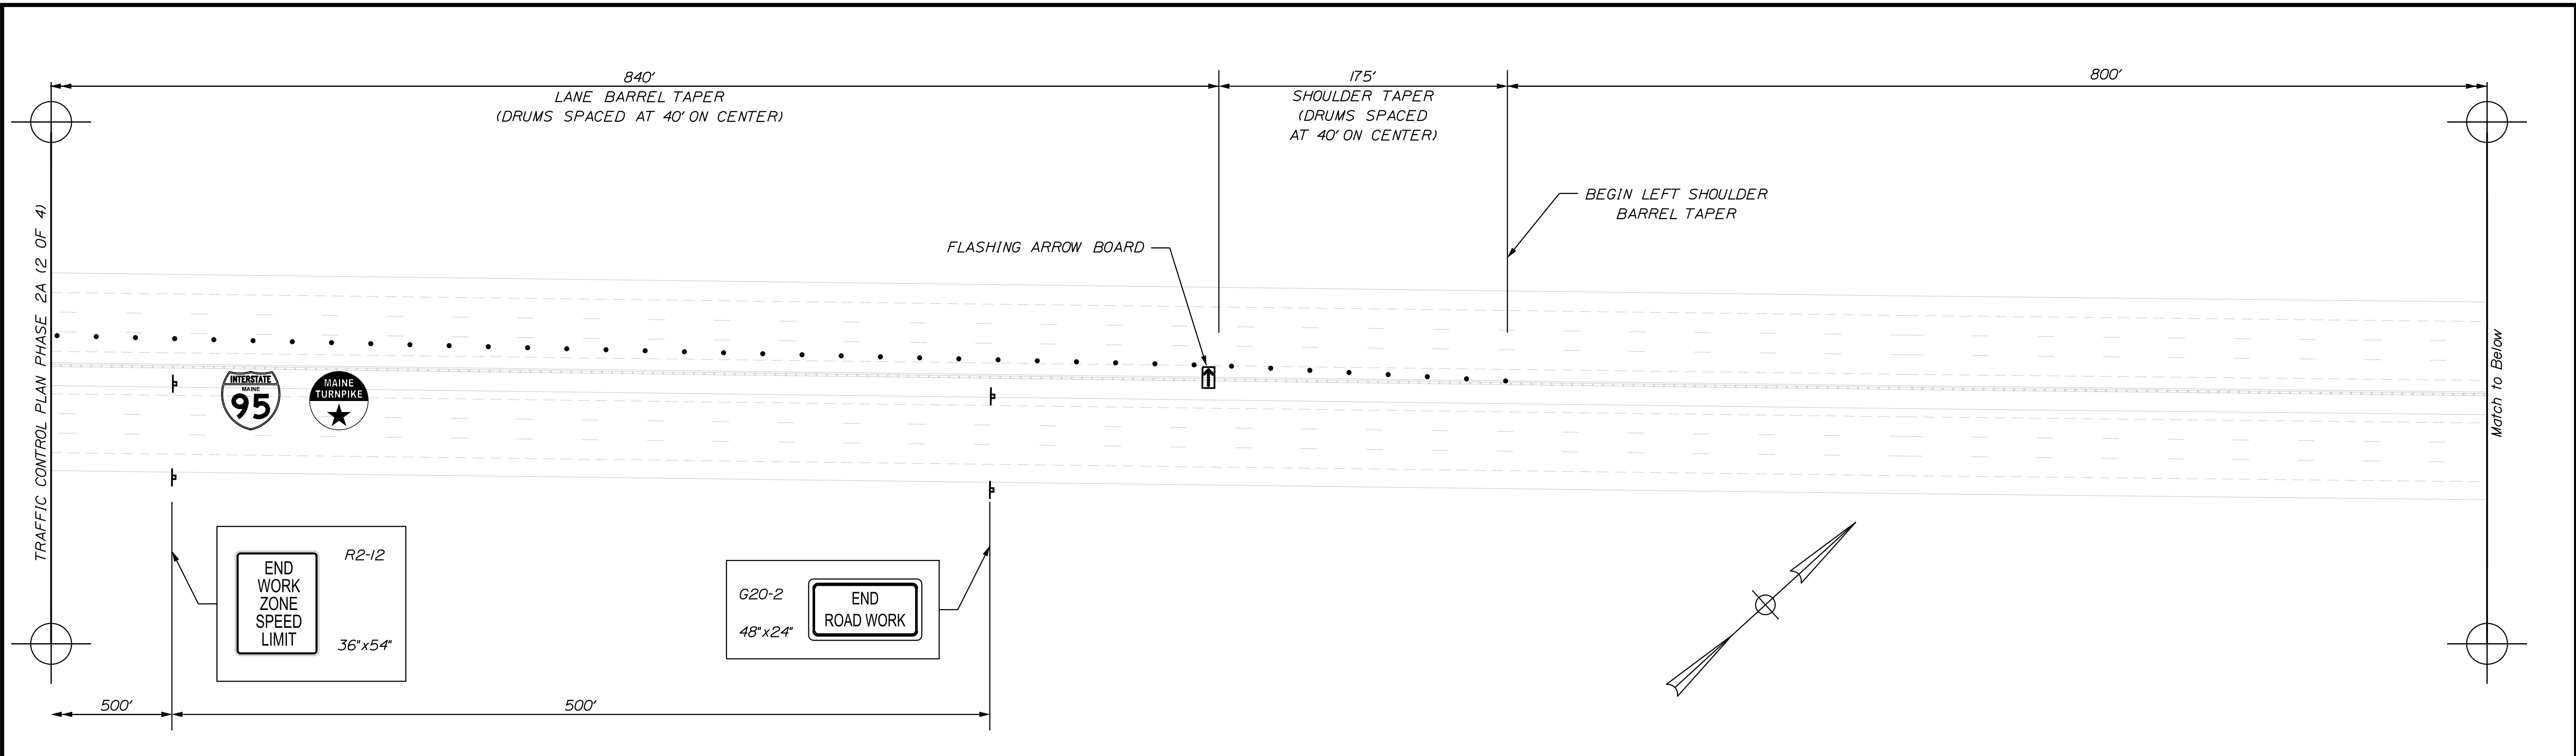 840'
LANE BARREL TAPER
(DRUMS SPACED AT 40' ON CENTER)
175'
SHOULDER TAPER
(DRUMS SPACED
AT 40' ON CENTER)
800'
BEGIN LEFT SHOULDER
BARREL TAPER
FLASHING ARROW BOARD
TRAFFIC CONTROL PLAN PHASE 2A (2 OF 4)
Match to Below
INTERSTATE
MAINE
95
MAINE
TURNPIKE
END
WORK
ZONE
SPEED
LIMIT
R2-12
36"x54"
G20-2
48"x24"
END
ROAD WORK
500'
500'